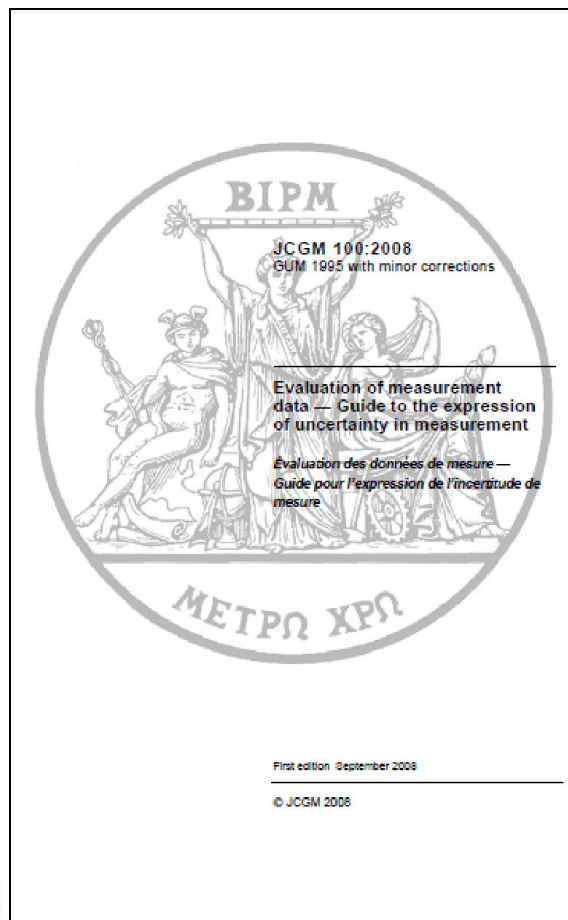 BIPM
JCGM 100:2008
GUM 1995 with minor corrections
Evaluation of measurement
data — Guide to the expression
of uncertainty in measurement
Évaluation des données de mesure —
Guide pour l'expression de l'incertitude de
mesure
ΜΕΤΡΩ ΧΡΩ
First edition September 2008
© JCGM 2008